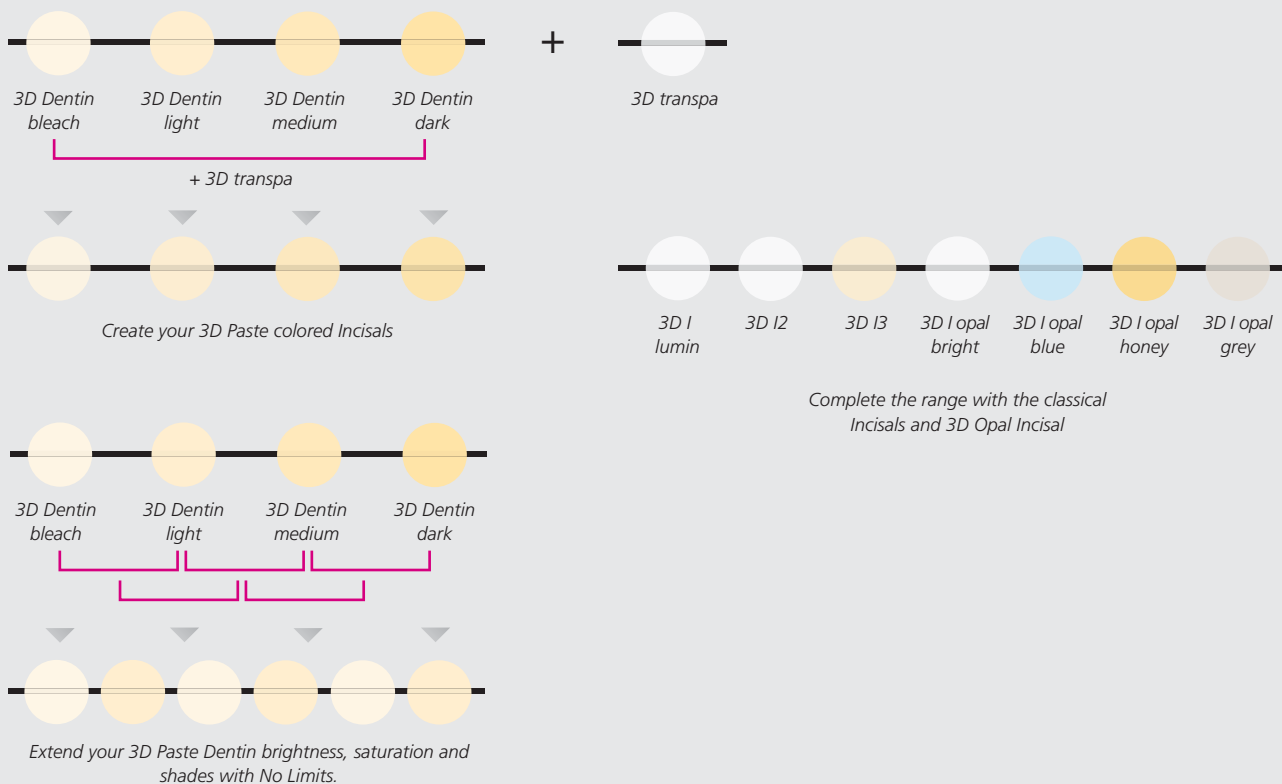 +
3D Dentin
bleach
3D Dentin
light
3D Dentin
medium
3D Dentin
dark
3D transpa
+ 3D transpa
Create your 3D Paste colored Incisals
3D I
lumin
3D I2
3D I3
3D I opal
bright
3D I opal
blue
3D I opal
honey
3D I opal
grey
Complete the range with the classical
Incisals and 3D Opal Incisal
3D Dentin
bleach
3D Dentin
light
3D Dentin
medium
3D Dentin
dark
Extend your 3D Paste Dentin brightness, saturation and
shades with No Limits.